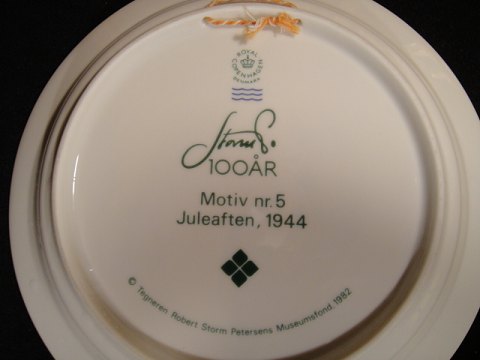 ROYAL
COPENHAGEN
DENMARK
Storm P.
100ÅR
Motiv nr. 5
Juleaften, 1944
© Tegneren Robert Storm Petersens Museumsfond 1982